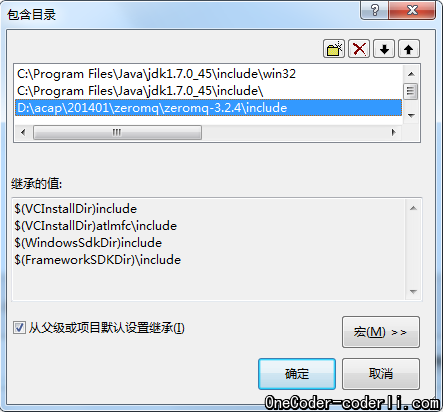 包含目录
C:\Program Files\Java\jdk1.7.0_45\include\win32
C:\Program Files\Java\jdk1.7.0_45\include\
D:\acap\201401\zeromq\zeromq-3.2.4\include
继承的值:
$(VCInstallDir)include
$(VCInstallDir)atlmfc\include
$(WindowsSdkDir)include
$(FrameworkSDKDir)\include
从父级或项目默认设置继承(I)
宏(M) >>
确定
取消
OneCoder-coderli.com